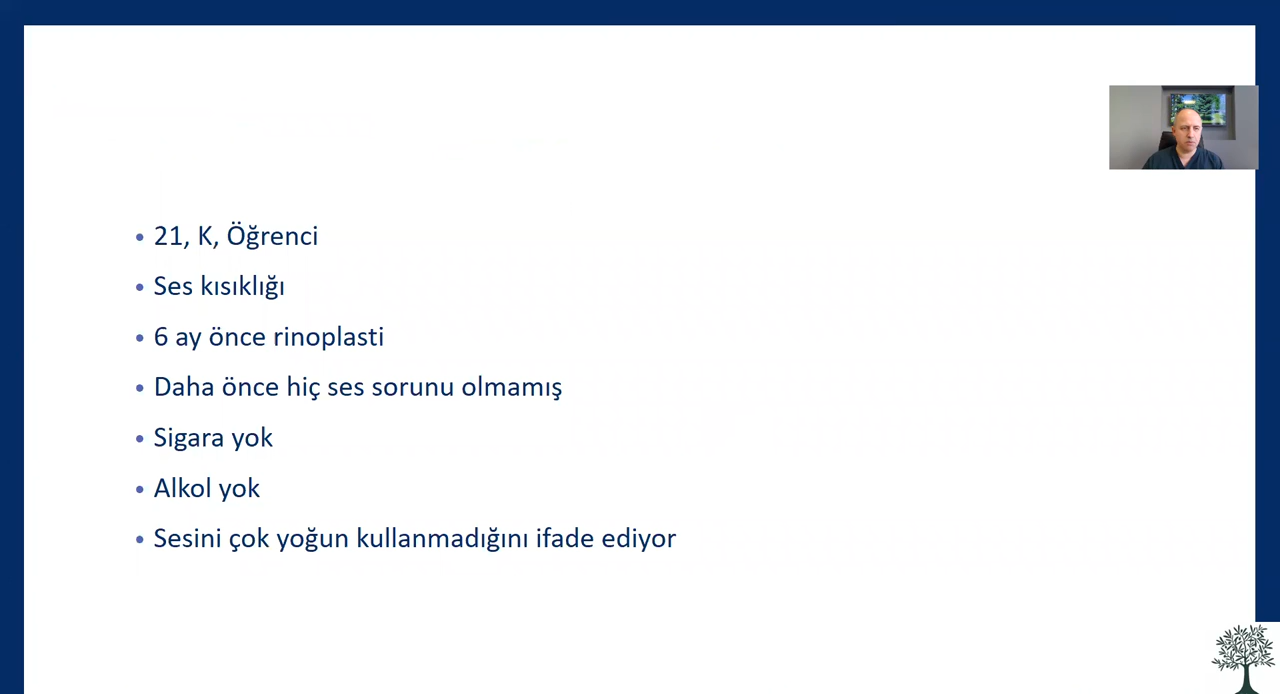 • 21, K, Öğrenci
• Ses kısıklığı
• 6 ay önce rinoplasti
• Daha önce hiç ses sorunu olmamış
• Sigara yok
• Alkol yok
• Sesini çok yoğun kullanmadığını ifade ediyor